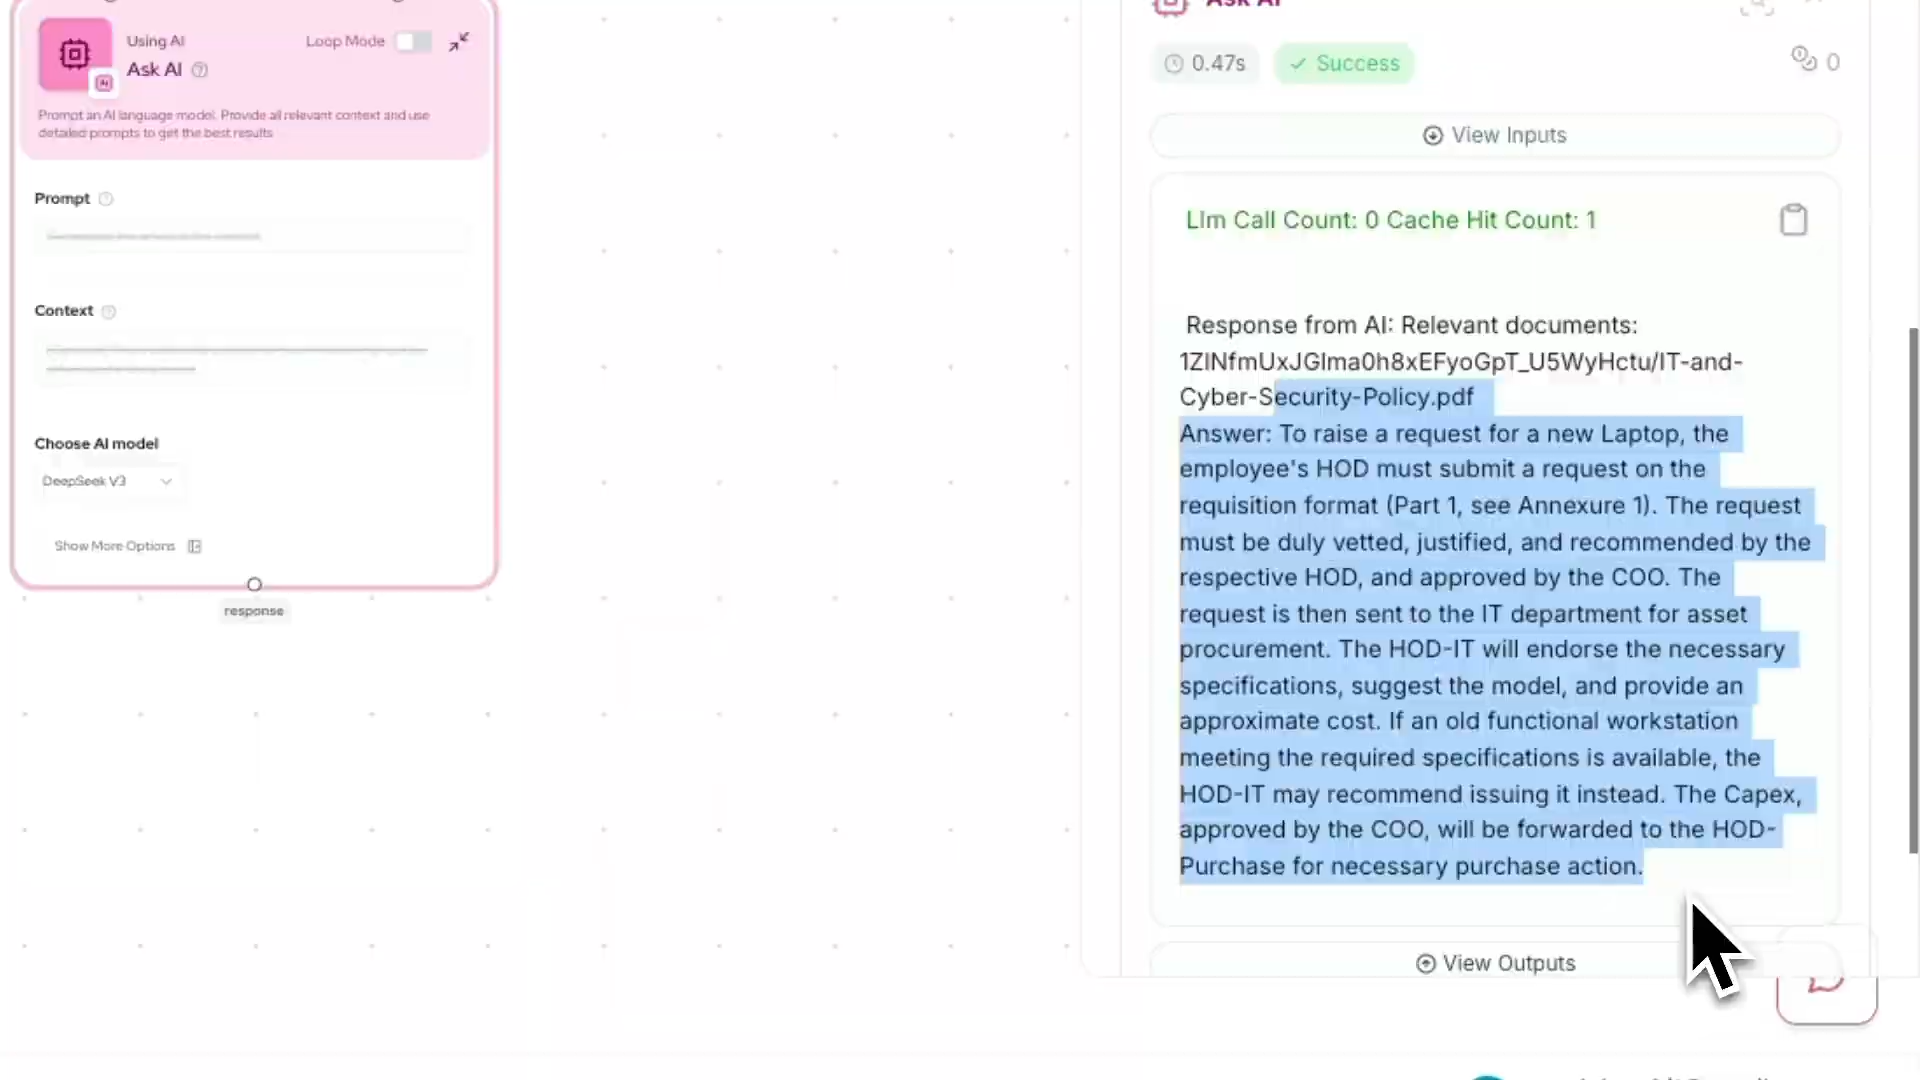 Using AI
Loop Mode
Ask AI
Prompt an AI language model. Provide all relevant context and use
detailed prompts to get the best results
Prompt
Context
Choose AI model
DeepSeek V3
Show More Options
response
Ask AI
0.47s
Success
0
View Inputs
Llm Call Count: 0 Cache Hit Count: 1
Response from AI: Relevant documents:
1ZINfmUxJGlma0h8xEFyoGpT_U5WyHctu/IT-and-
Cyber-Security-Policy.pdf
Answer: To raise a request for a new Laptop, the
employee's HOD must submit a request on the
requisition format (Part 1, see Annexure 1). The request
must be duly vetted, justified, and recommended by the
respective HOD, and approved by the COO. The
request is then sent to the IT department for asset
procurement. The HOD-IT will endorse the necessary
specifications, suggest the model, and provide an
approximate cost. If an old functional workstation
meeting the required specifications is available, the
HOD-IT may recommend issuing it instead. The Capex,
approved by the COO, will be forwarded to the HOD-
Purchase for necessary purchase action.
View Outputs